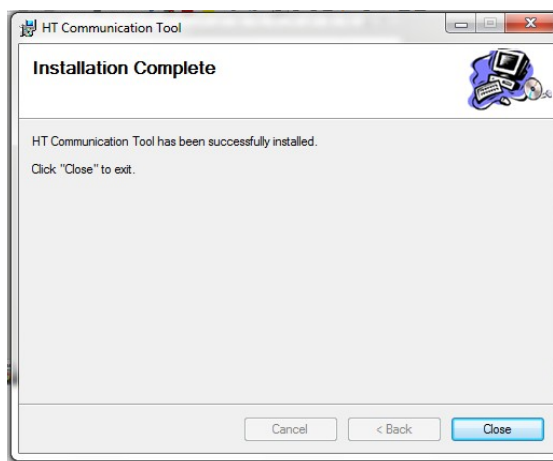 HT Communication Tool
Installation Complete
HT Communication Tool has been successfully installed.
Click "Close" to exit.
Cancel
< Back
Close